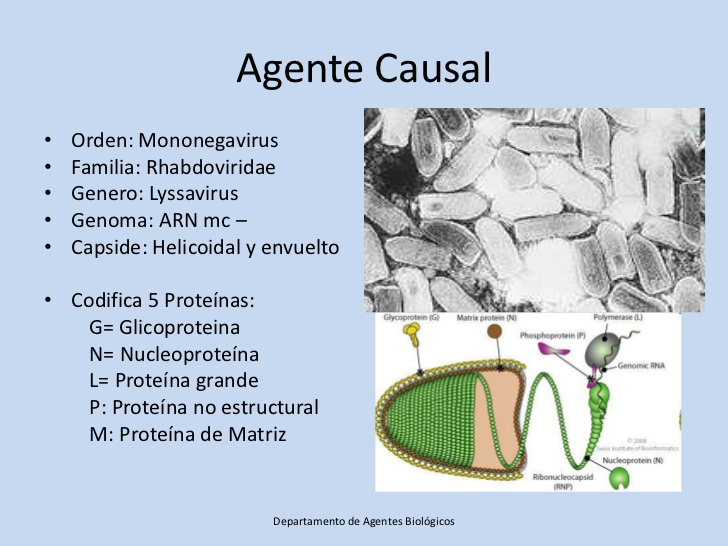 Agente Causal
• Orden: Mononegavirus
• Familia: Rhabdoviridae
• Genero: Lyssavirus
• Genoma: ARN mc –
• Capside: Helicoidal y envuelto
• Codifica 5 Proteínas:
G= Glicoproteina
N= Nucleoproteína
L= Proteína grande
P: Proteína no estructural
M: Proteína de Matriz
Glycoprotein (G)
Matrix protein (N)
Polymerase (L)
Phosphoprotein (P)
Genomic RNA
© 2008
Swiss Institute of Bioinformatics
Nucleoprotein (N)
Ribonucleocapsid
(RNP)
Departamento de Agentes Biológicos